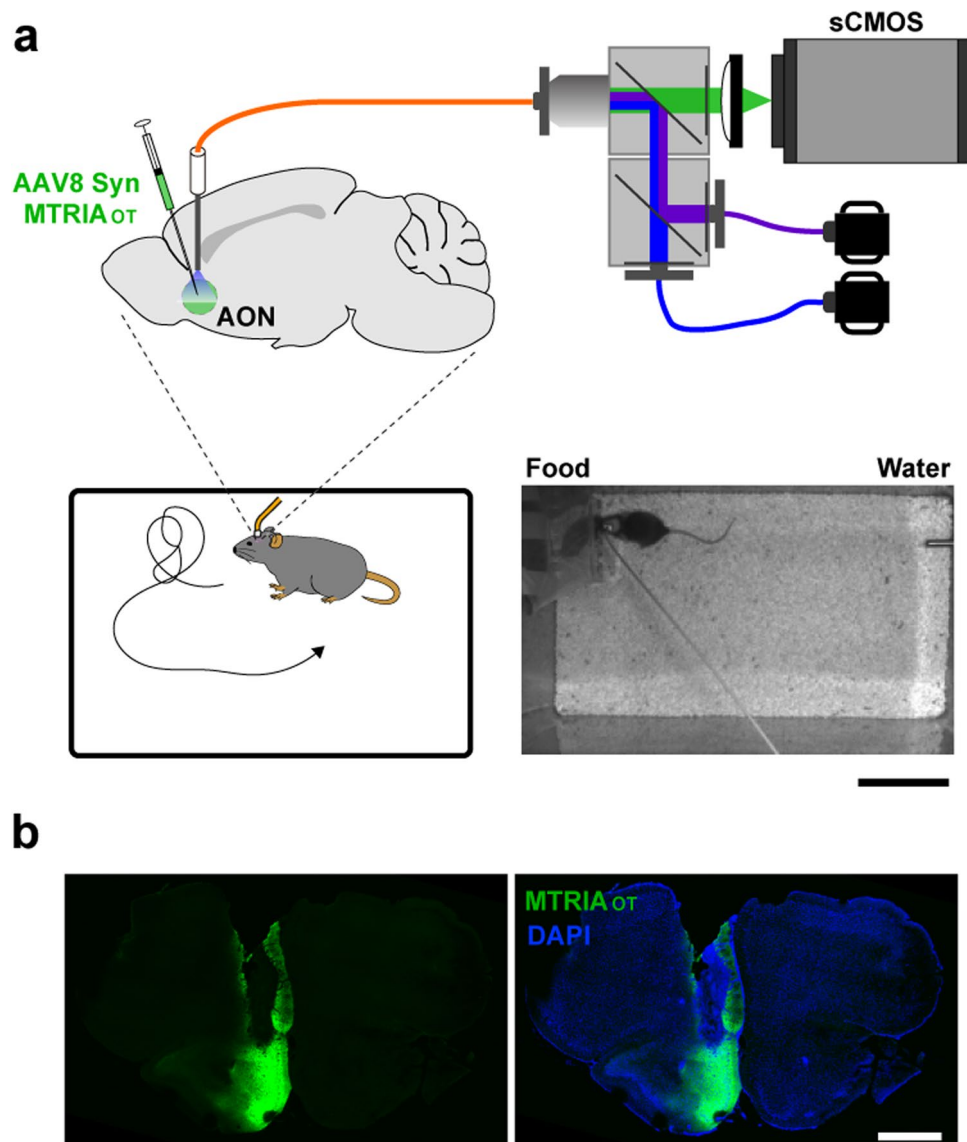 a
sCMOS
AAV8 Syn
MTRIA OT
AON
Food
Water
b
MTRIA OT
DAPI